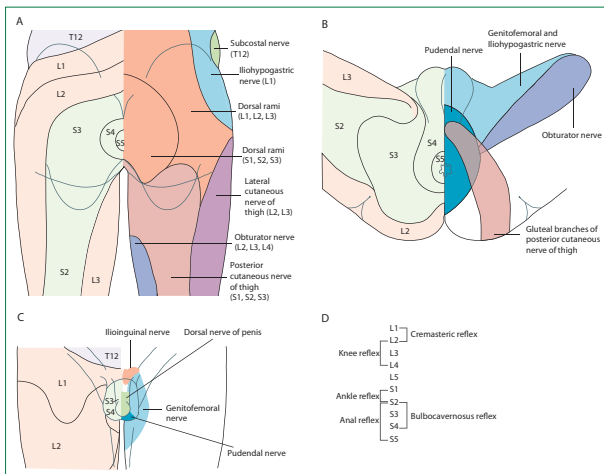 A
T12
L1
L2
S3
S4
S5
S2
L3
Subcostal nerve
(T12)
Iliohypogastric
nerve (L1)
Dorsal rami
(L1, L2, L3)
Dorsal rami
(S1, S2, S3)
Lateral
cutaneous
nerve of
thigh (L2, L3)
Obturator nerve
(L2, L3, L4)
Posterior
cutaneous nerve
of thigh
(S1, S2, S3)
B
Genitofemoral and
Iliohypogastric nerve
Pudendal nerve
L3
S2
S3
S4
S5
L2
Obturator nerve
Gluteal branches of
posterior cutaneous
nerve of thigh
C
Ilioinguinal nerve
Dorsal nerve of penis
T12
L1
S3
S4
L2
Genitofemoral
nerve
Pudendal nerve
D
L1
L2
Cremasteric reflex
Knee reflex
L3
L4
L5
Ankle reflex
S1
S2
Anal reflex
S3
Bulbocavernosus reflex
S4
S5